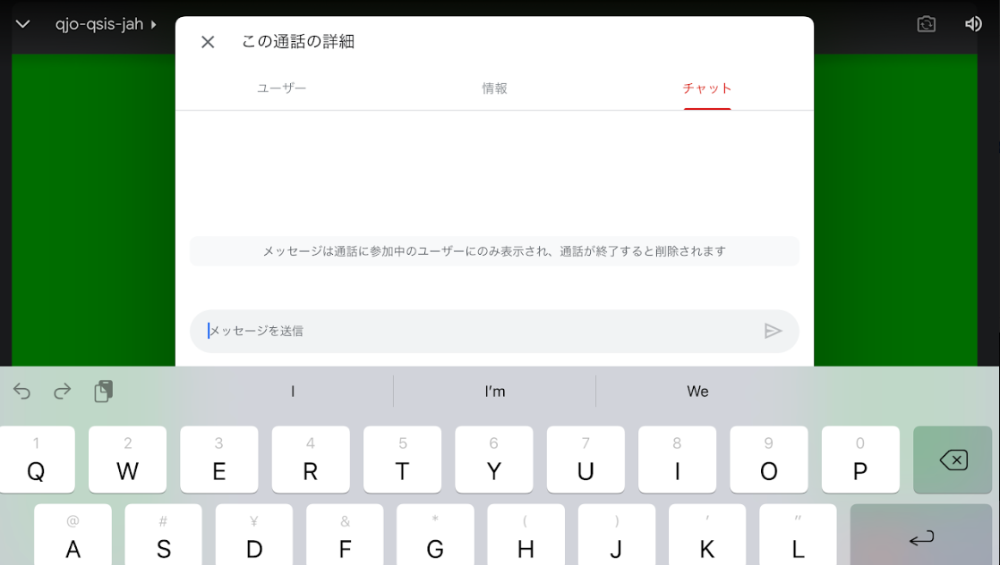 qjo-qsis-jah
この通話の詳細
ユーザー
情報
チャット
メッセージは通話に参加中のユーザーにのみ表示され、通話が終了すると削除されます
メッセージを送信
I
I'm
We
1 2 3 4 5 6 7 8 9 0
Q W E R T Y U I O P
@ # ¥ & * ( ) ' "
A S D F G H J K L